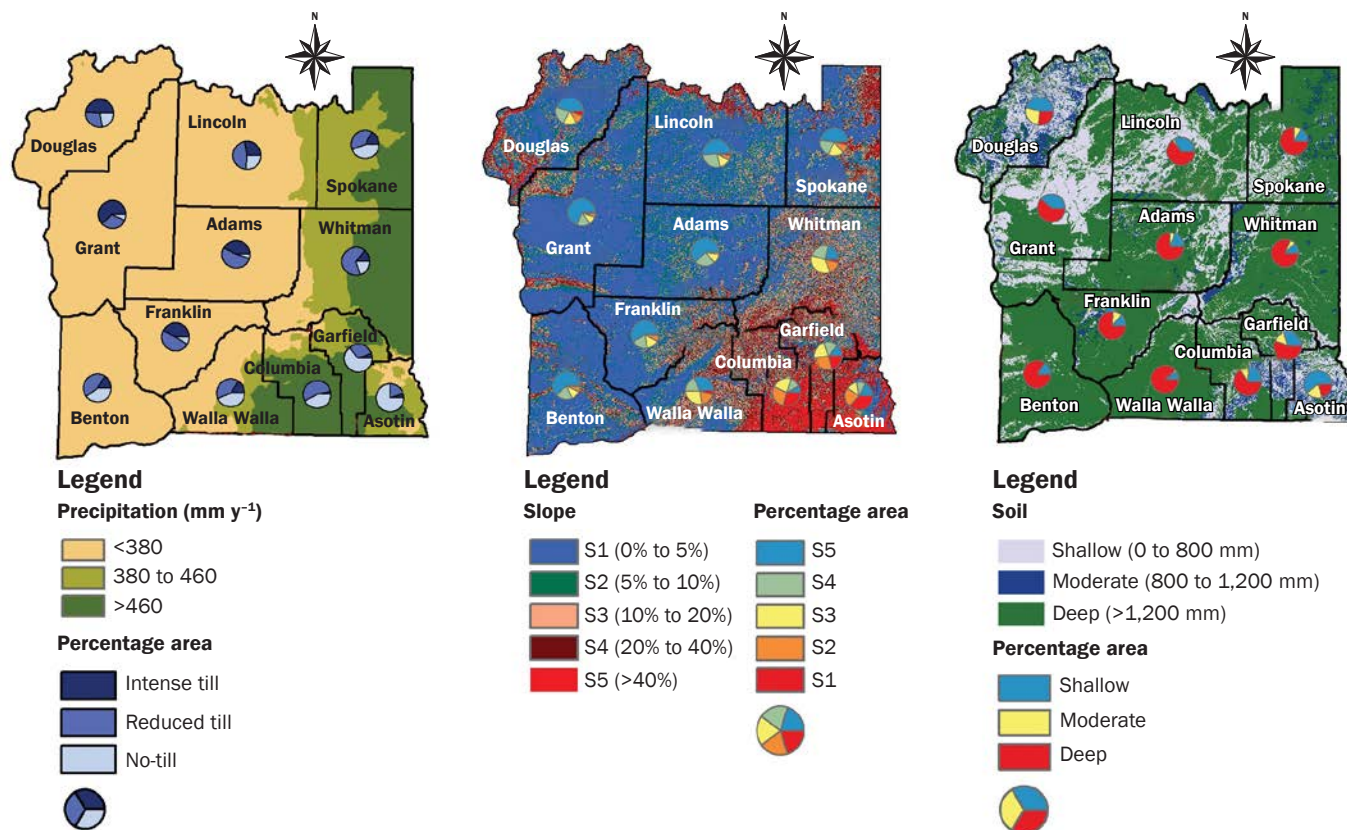 N
Douglas
Lincoln
Spokane
Grant
Adams
Whitman
Franklin
Garfield
Columbia
Benton
Walla Walla
Asotin
Legend
Precipitation (mm y⁻¹)
<380
380 to 460
>460
Percentage area
Intense till
Reduced till
No-till
N
Douglas
Lincoln
Spokane
Grant
Adams
Whitman
Franklin
Garfield
Columbia
Benton
Walla Walla
Asotin
Legend
Slope
S1 (0% to 5%)
S2 (5% to 10%)
S3 (10% to 20%)
S4 (20% to 40%)
S5 (>40%)
Percentage area
S5
S4
S3
S2
S1
N
Douglas
Lincoln
Spokane
Grant
Adams
Whitman
Franklin
Garfield
Columbia
Benton
Walla Walla
Asotin
Legend
Soil
Shallow (0 to 800 mm)
Moderate (800 to 1,200 mm)
Deep (>1,200 mm)
Percentage area
Shallow
Moderate
Deep